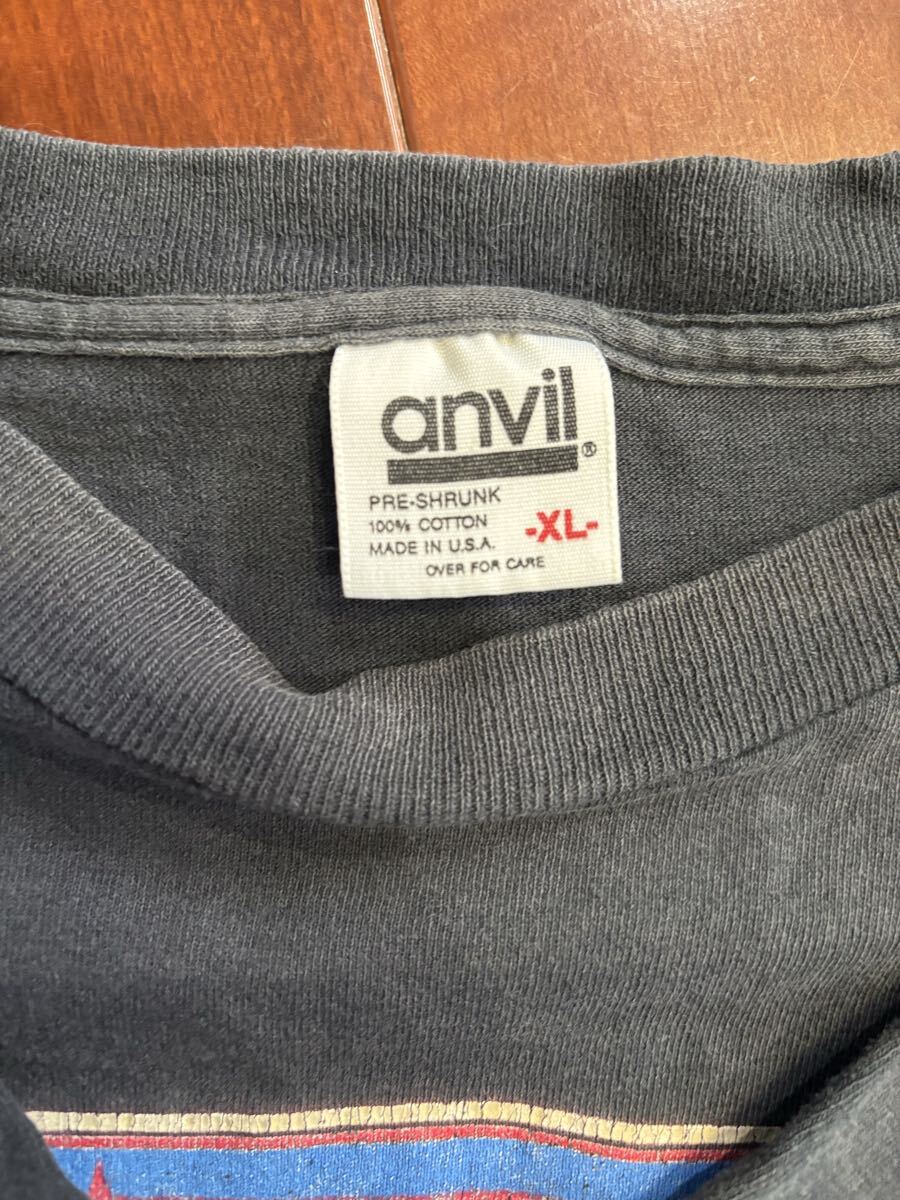 anvil®
PRE-SHRUNK
100% COTTON
MADE IN U.S.A.
-XL-
OVER FOR CARE